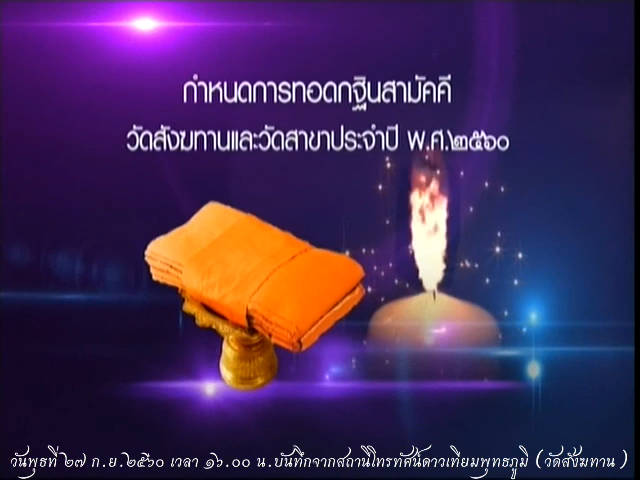 กำหนดการทอดกฐินสามัคคี
วัดสังฆทานและวัดสาขาประจำปี พ.ศ.๒๕๖๐
วันพุธที่ ๒๗ ก.ย.๒๕๖๐ เวลา ๑๖.๐๐ น.บันทึกจากสถานีโทรทัศน์ดาวเทียมพุทธภูมิ (วัดสังฆทาน)